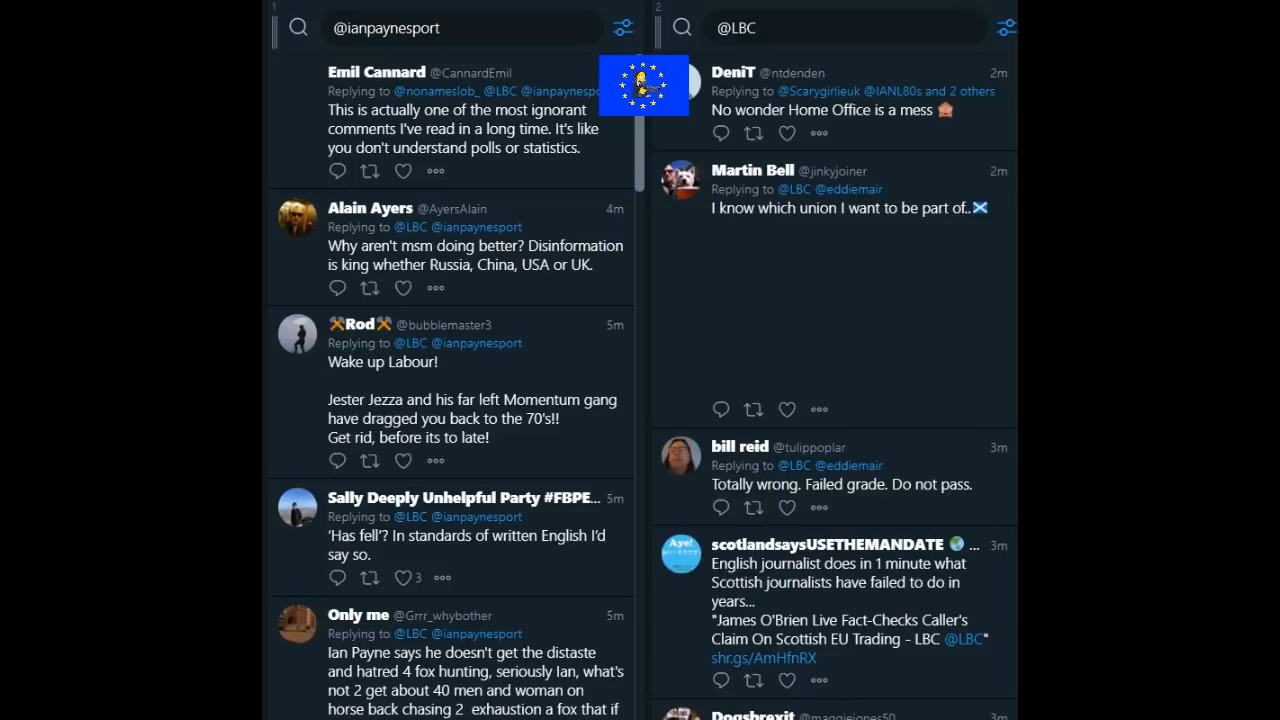 1
@ianpaynesport
Emil Cannard @CannardEmil
Replying to @nonameslob_ @LBC @ianpaynespo
This is actually one of the most ignorant
comments I've read in a long time. It's like
you don't understand polls or statistics.
Alain Ayers @AyersAlain 4m
Replying to @LBC @ianpaynesport
Why aren't msm doing better? Disinformation
is king whether Russia, China, USA or UK.
⚒Rod⚒ @bubblemaster3 5m
Replying to @LBC @ianpaynesport
Wake up Labour!
Jester Jezza and his far left Momentum gang
have dragged you back to the 70's!!
Get rid, before its to late!
Sally Deeply Unhelpful Party #FBPE... 5m
Replying to @LBC @ianpaynesport
‘Has fell’? In standards of written English I’d
say so.
3
Only me @Grrr_whybother 5m
Replying to @LBC @ianpaynesport
Ian Payne says he doesn't get the distaste
and hatred 4 fox hunting, seriously Ian, what's
not 2 get about 40 men and woman on
horse back chasing 2 exhaustion a fox that if
2
@LBC
DeniT @ntdenden 2m
Replying to @Scarygirlieuk @IANL80s and 2 others
No wonder Home Office is a mess 🙈
Martin Bell @jinkyjoiner 2m
Replying to @LBC @eddiemair
I know which union I want to be part of..🏴󠁧󠁢󠁳󠁣󠁴󠁿
bill reid @tulippoplar 3m
Replying to @LBC @eddiemair
Totally wrong. Failed grade. Do not pass.
Aye!
scotlandsaysUSETHEMANDATE 🌏 ... 3m
English journalist does in 1 minute what
Scottish journalists have failed to do in
years...
"James O'Brien Live Fact-Checks Caller's
Claim On Scottish EU Trading - LBC @LBC"
shr.gs/AmHfnRX
Dogsbrexit @maggiejones50 3m